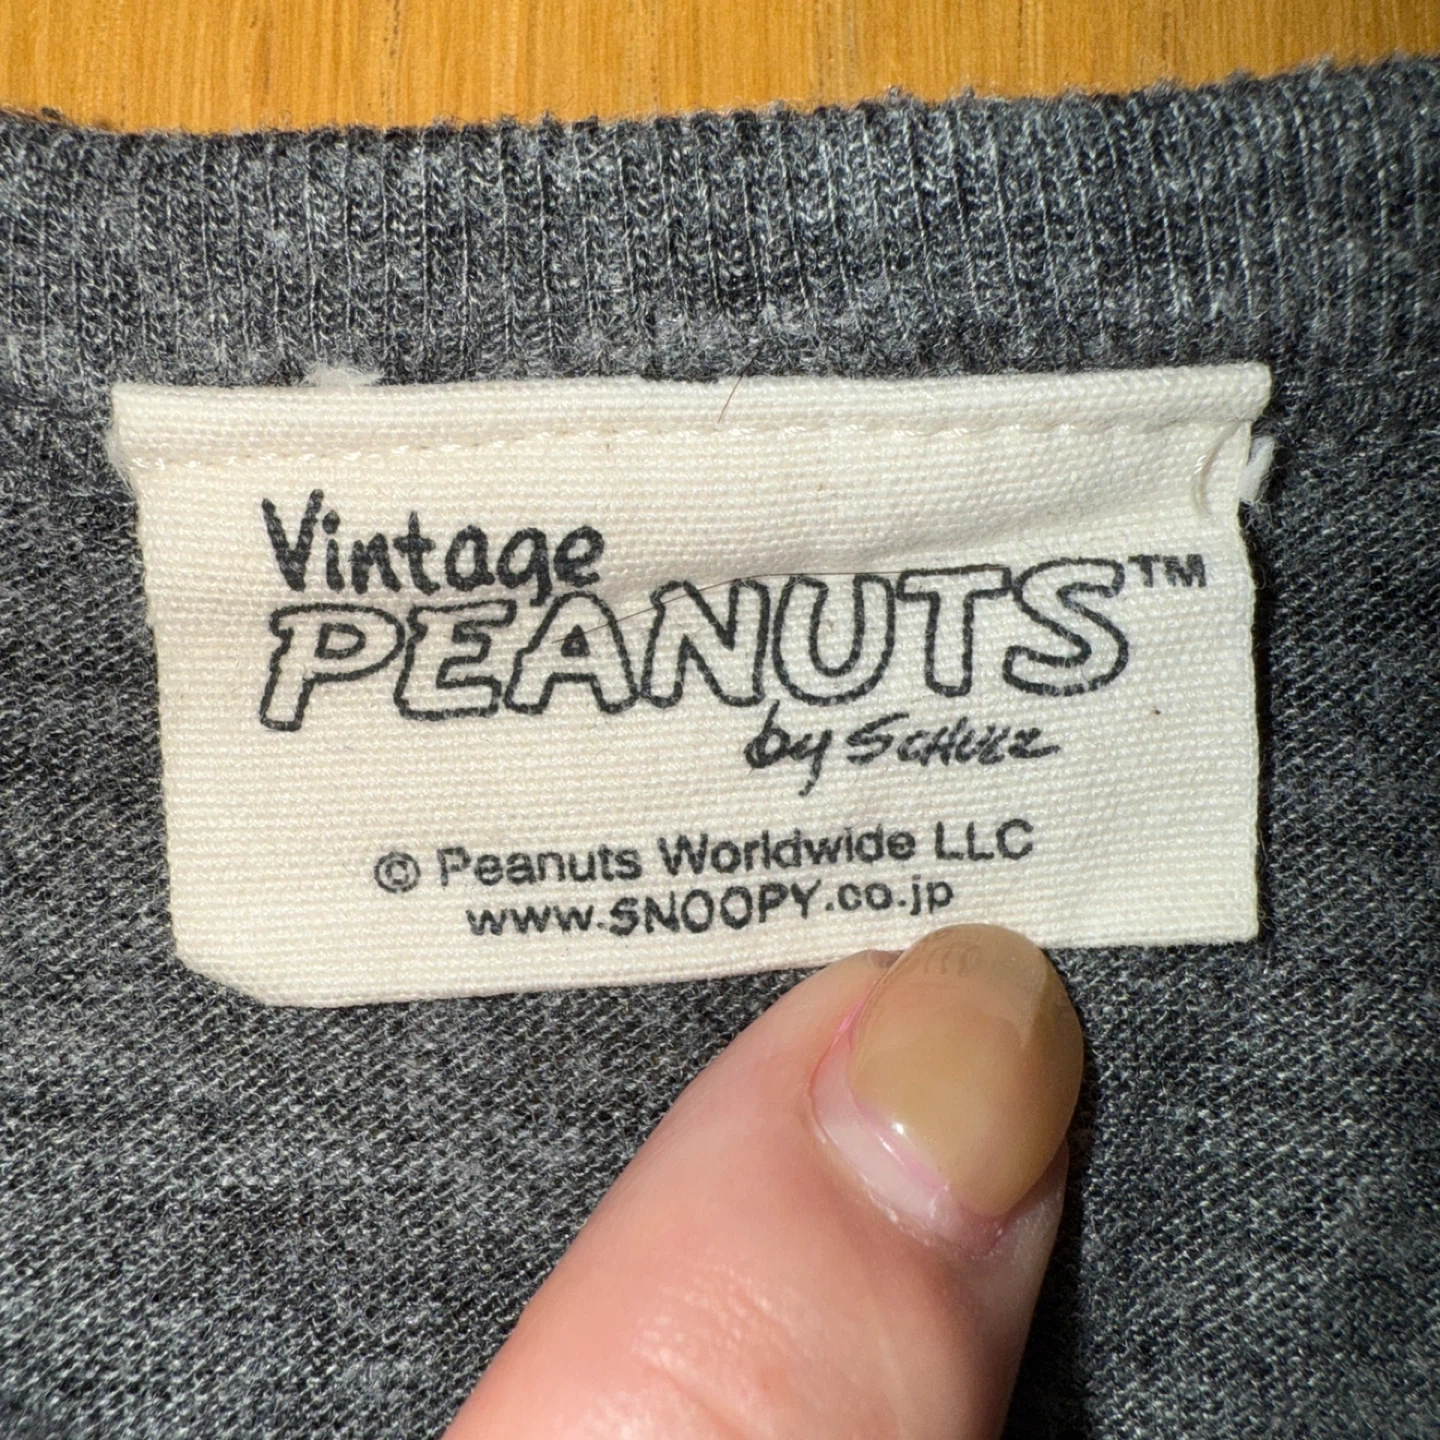 Vintage
PEANUTS™
by SCHULZ
© Peanuts Worldwide LLC
www.SNOOPY.co.jp